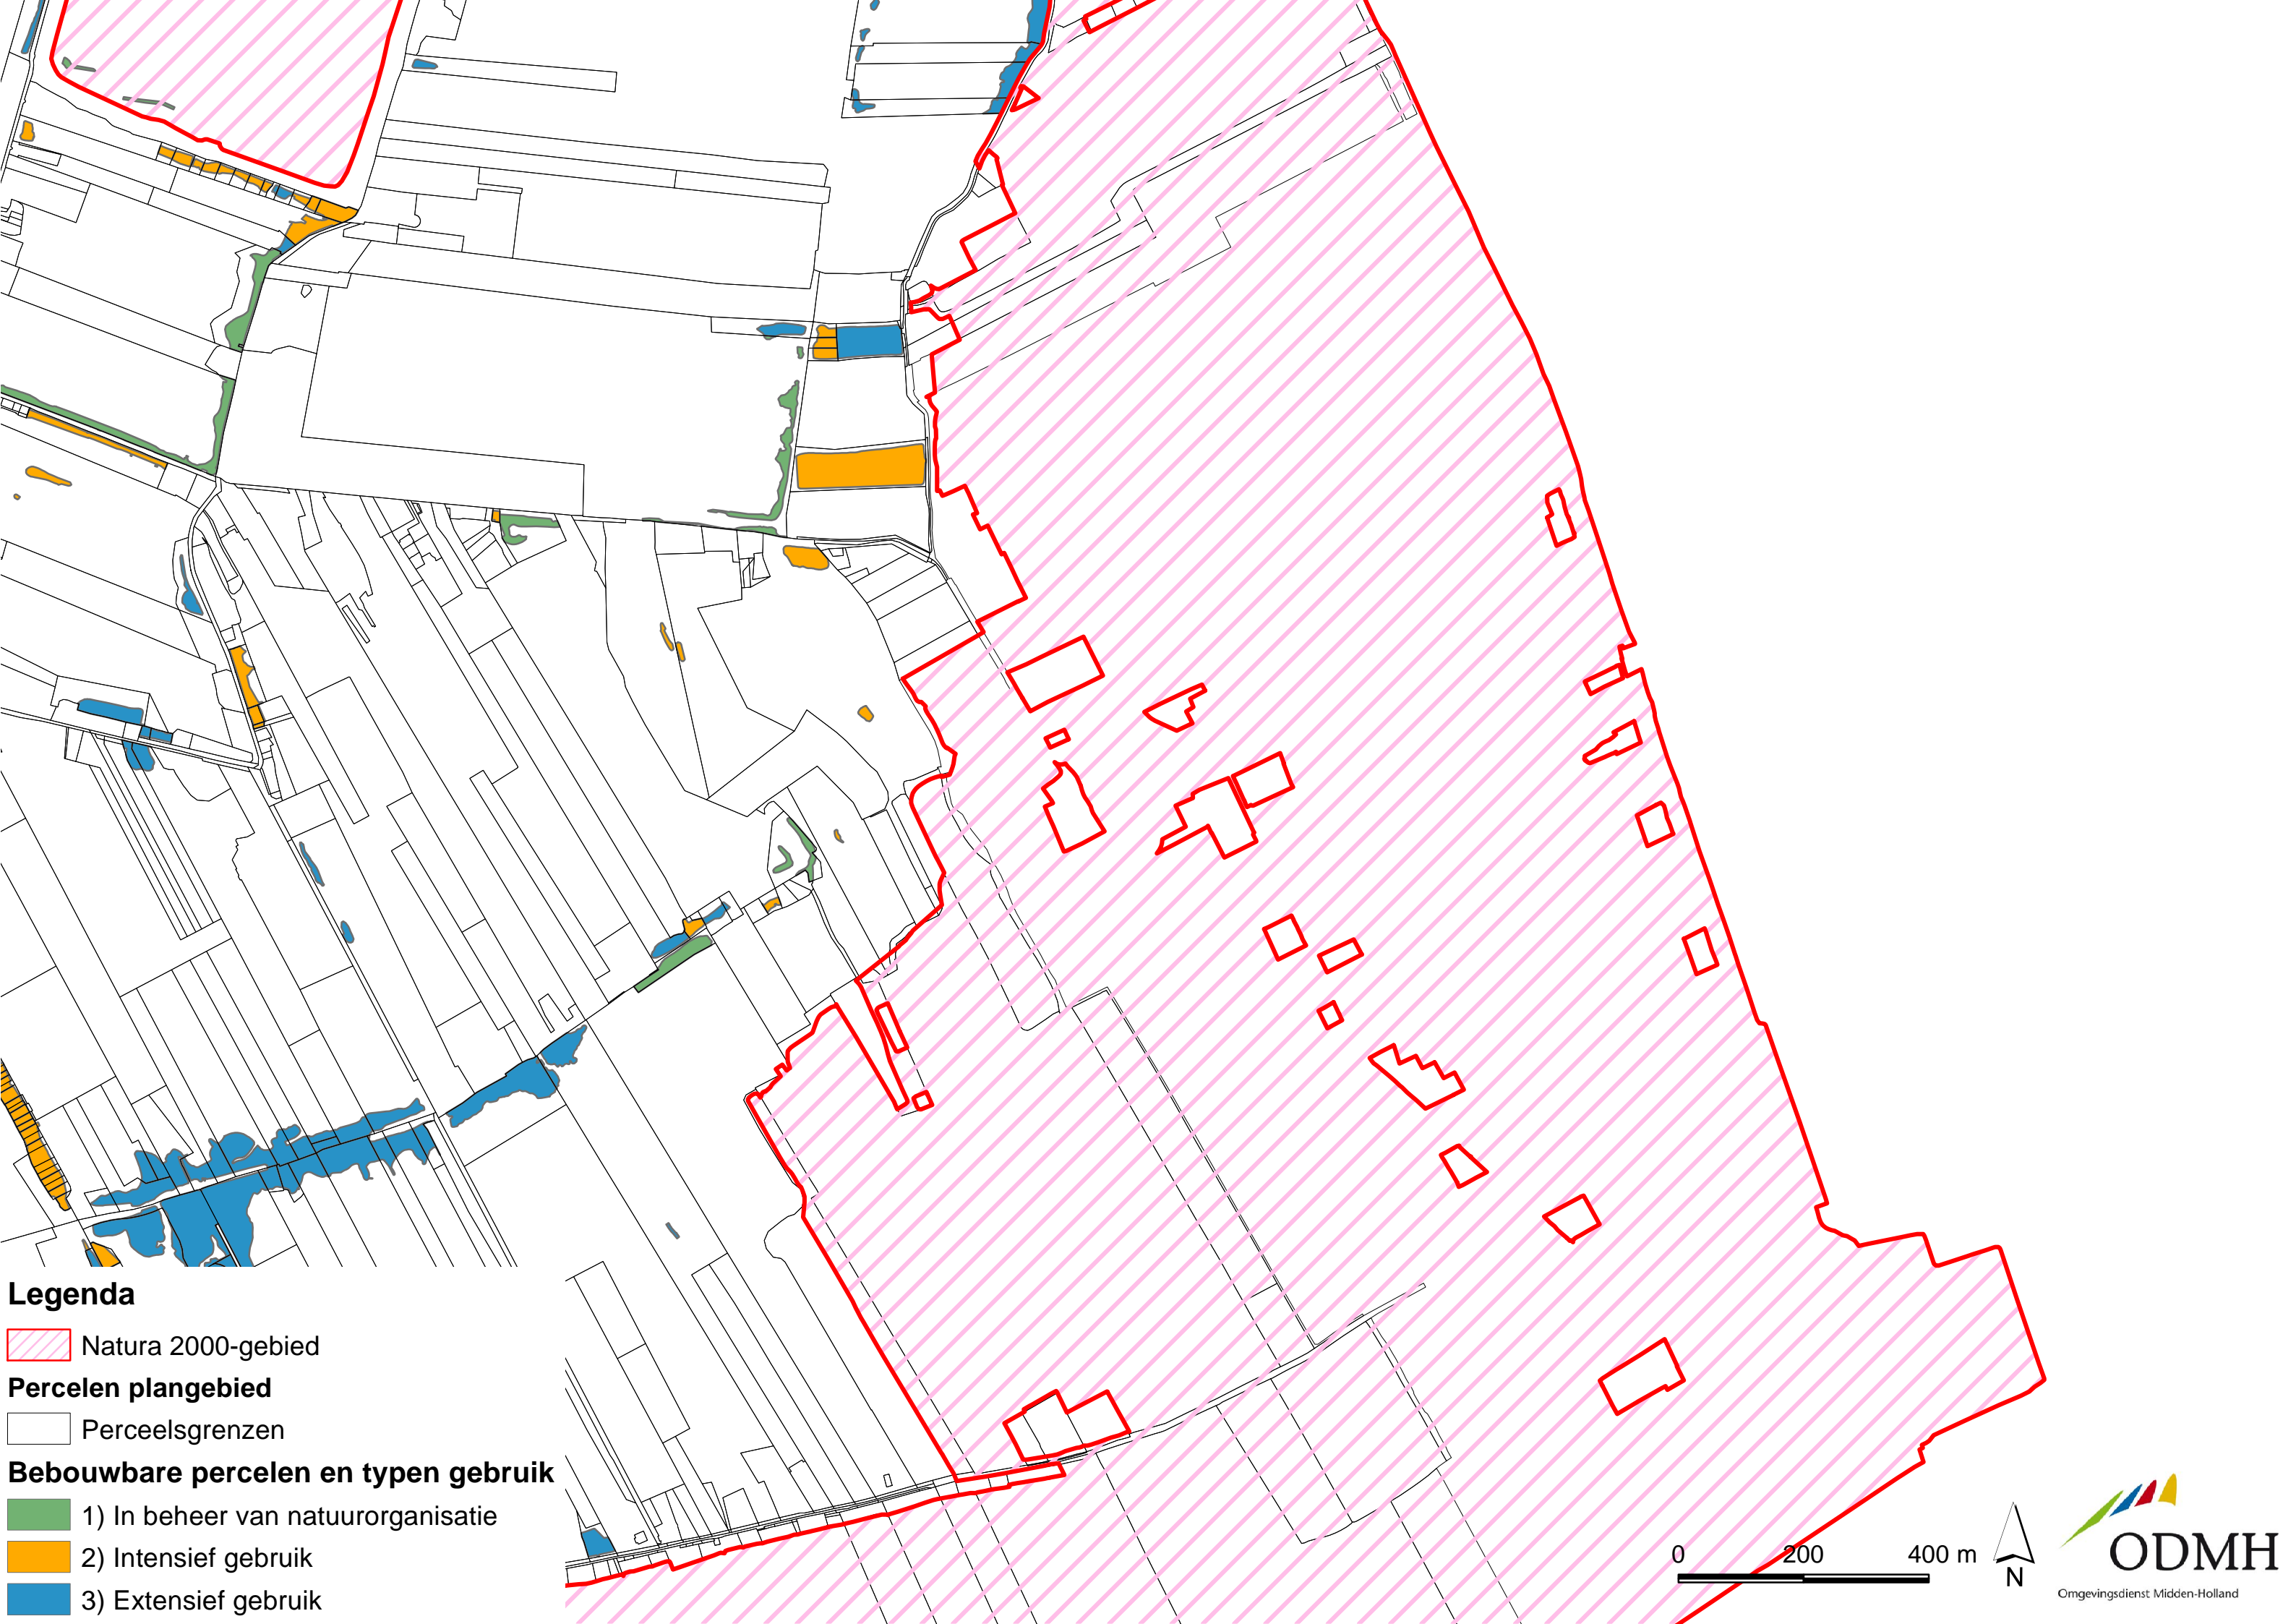 Legenda
Natura 2000-gebied
Percelen plangebied
Perceelsgrenzen
Bebouwbare percelen en typen gebruik
1) In beheer van natuurorganisatie
2) Intensief gebruik
3) Extensief gebruik
0 200 400 m
N
ODMH
Omgevingsdienst Midden-Holland